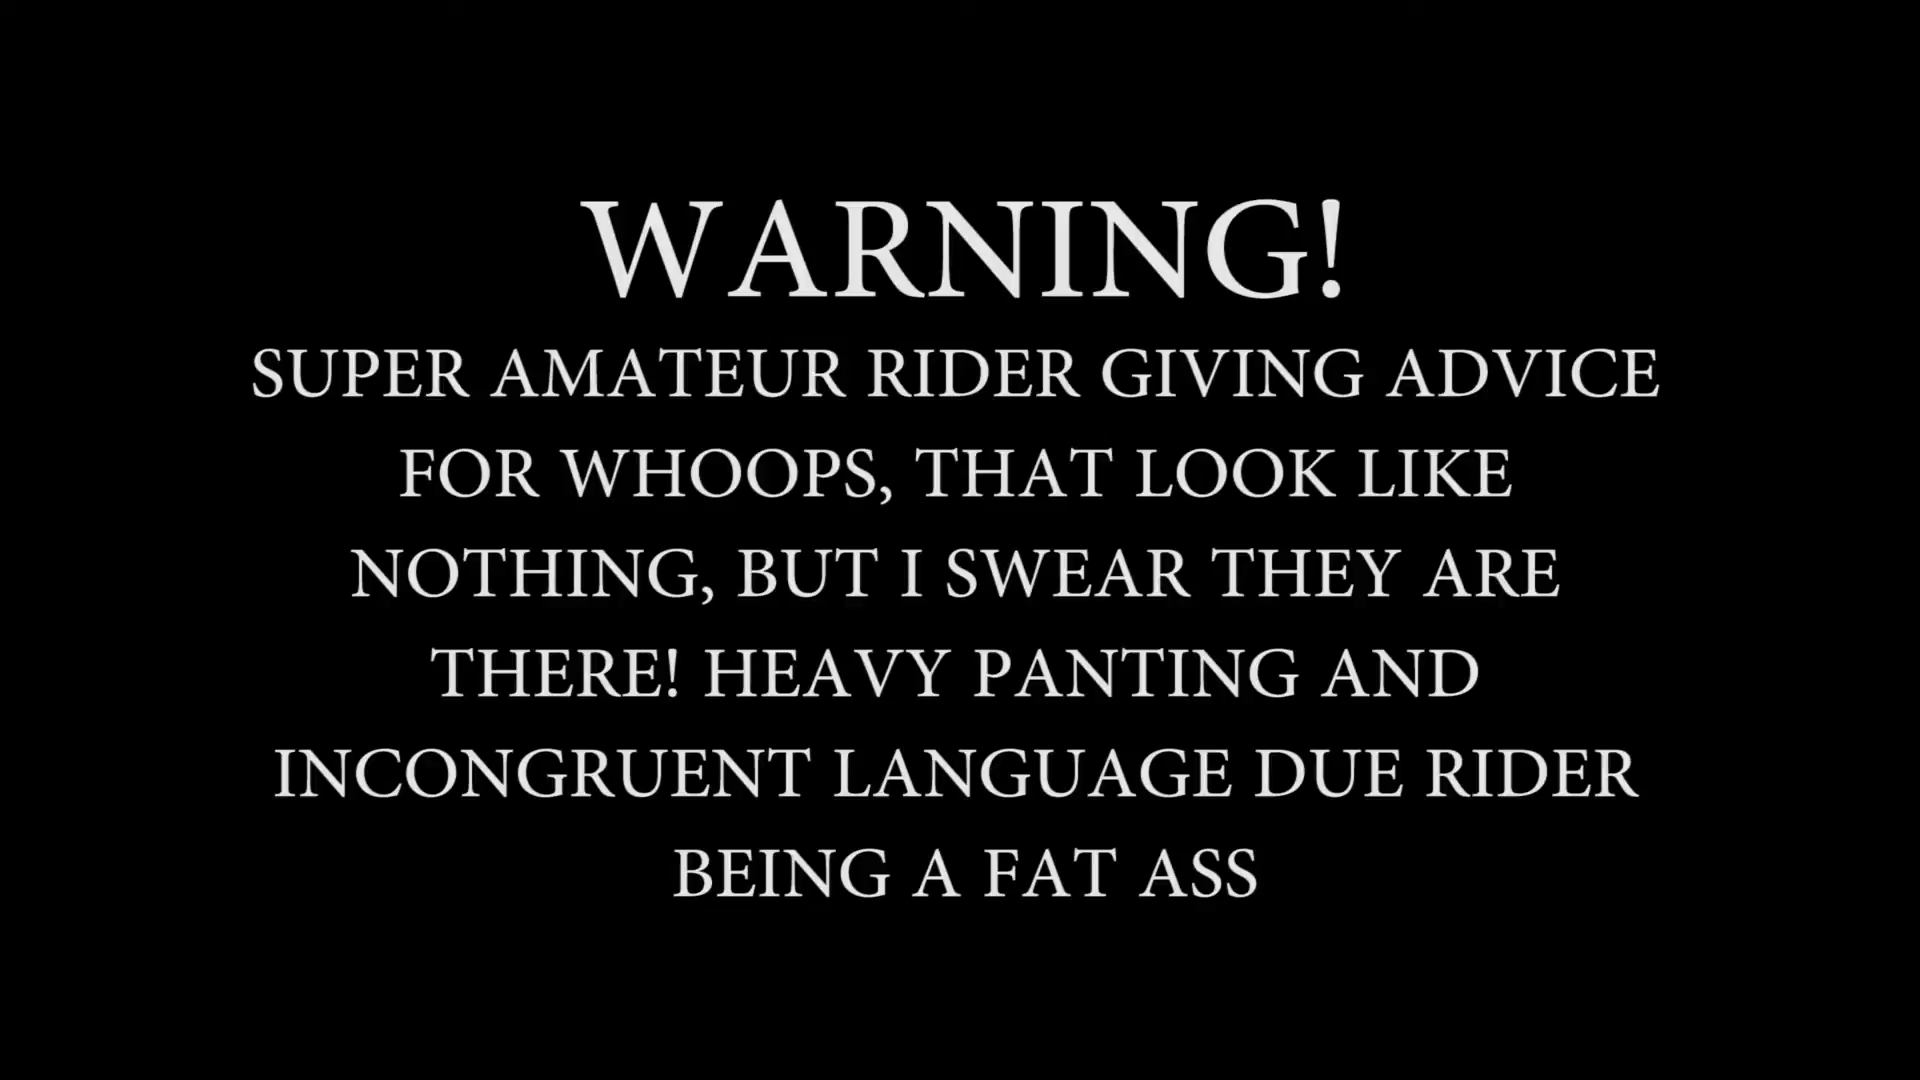 WARNING!
SUPER AMATEUR RIDER GIVING ADVICE
FOR WHOOPS, THAT LOOK LIKE
NOTHING, BUT I SWEAR THEY ARE
THERE! HEAVY PANTING AND
INCONGRUENT LANGUAGE DUE RIDER
BEING A FAT ASS